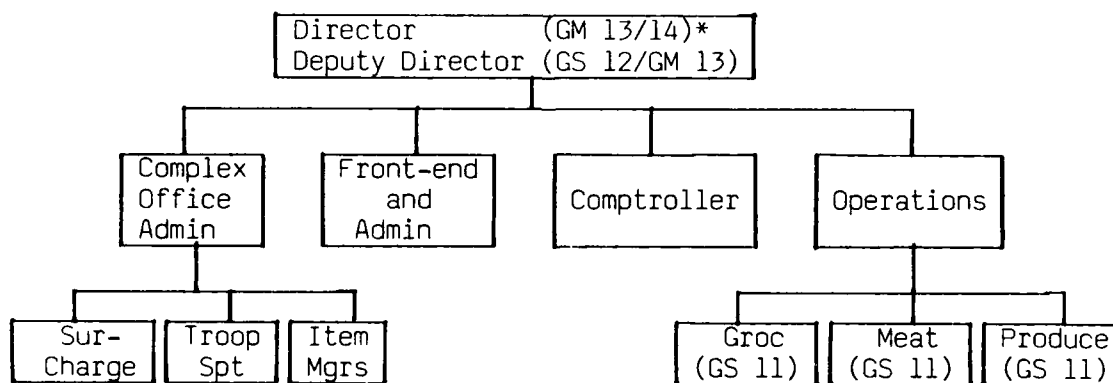 Director (GM 13/14)*
Deputy Director (GS 12/GM 13)
Complex
Office
Admin
Front-end
and
Admin
Comptroller
Operations
Sur-
Charge
Troop
Spt
Item
Mgrs
Groc
(GS 11)
Meat
(GS 11)
Produce
(GS 11)